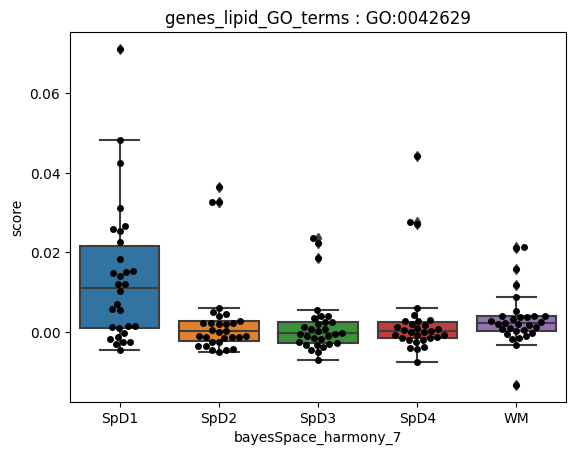 genes_lipid_GO_terms : GO:0042629
score
0.06
0.04
0.02
0.00
SpD1 SpD2 SpD3 SpD4 WM
bayesSpace_harmony_7